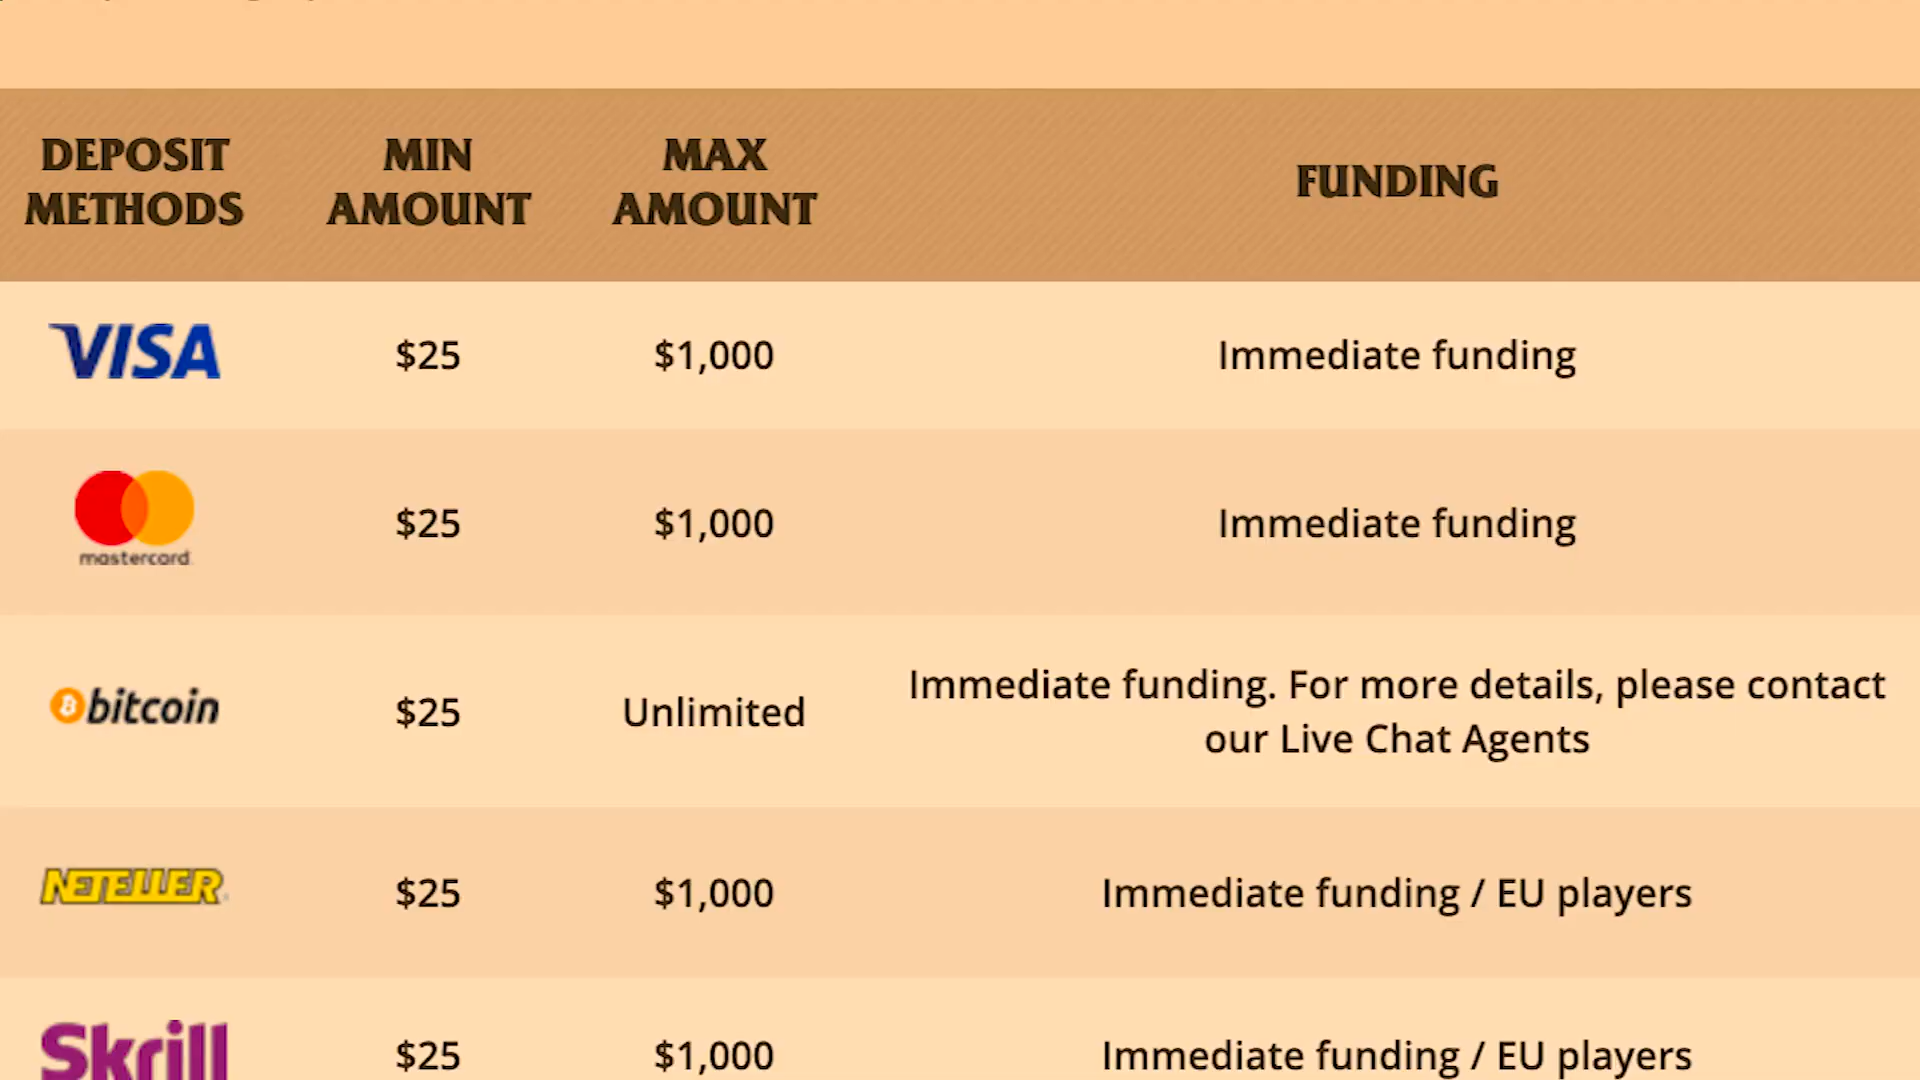 DEPOSIT
METHODS
MIN
AMOUNT
MAX
AMOUNT
FUNDING
VISA
$25
$1,000
Immediate funding
mastercard
$25
$1,000
Immediate funding
bitcoin
$25
Unlimited
Immediate funding. For more details, please contact
our Live Chat Agents
NETELLER
$25
$1,000
Immediate funding / EU players
Skrill
$25
$1,000
Immediate funding / EU players